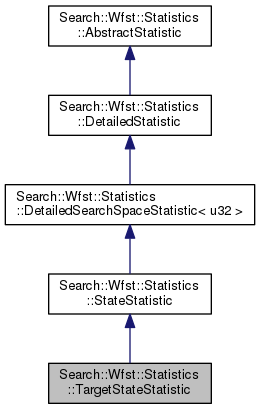 Search::Wfst::Statistics
::AbstractStatistic
Search::Wfst::Statistics
::DetailedStatistic
Search::Wfst::Statistics
::DetailedSearchSpaceStatistic< u32 >
Search::Wfst::Statistics
::StateStatistic
Search::Wfst::Statistics
::TargetStateStatistic